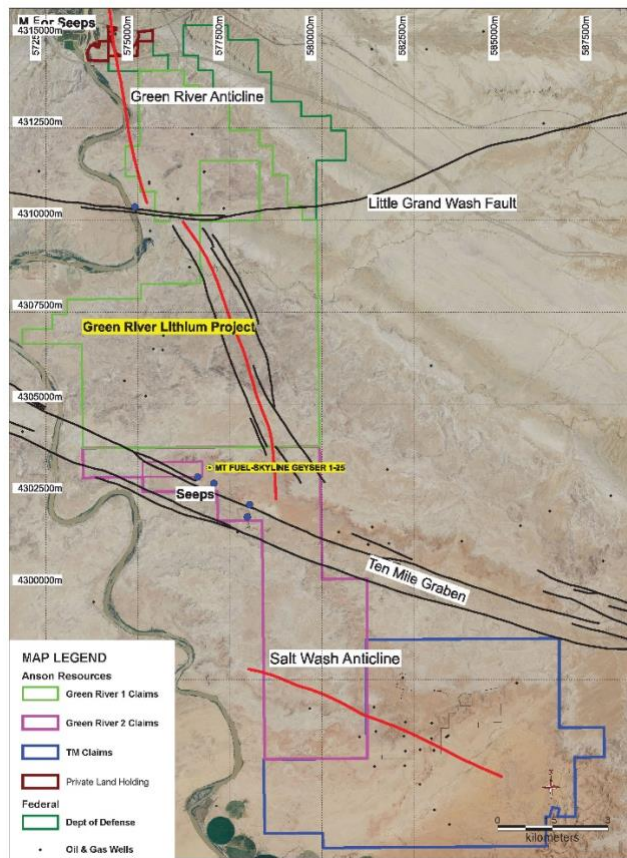 572
575000m
577500m
580000m
582500m
585000m
587500m
4315000m
Seeps
Green River Anticline
4312500m
Little Grand Wash Fault
4310000m
4307500m
Green River Lithium Project
4305000m
MT FUEL-SKYLINE GEYSER 1-25
4302500m
Seeps
Ten Mile Graben
4300000m
Salt Wash Anticline
MAP LEGEND
Anson Resources
Green River 1 Claims
Green River 2 Claims
TM Claims
Private Land Holding
Federal
Dept of Defense
Oil & Gas Wells
kilometers